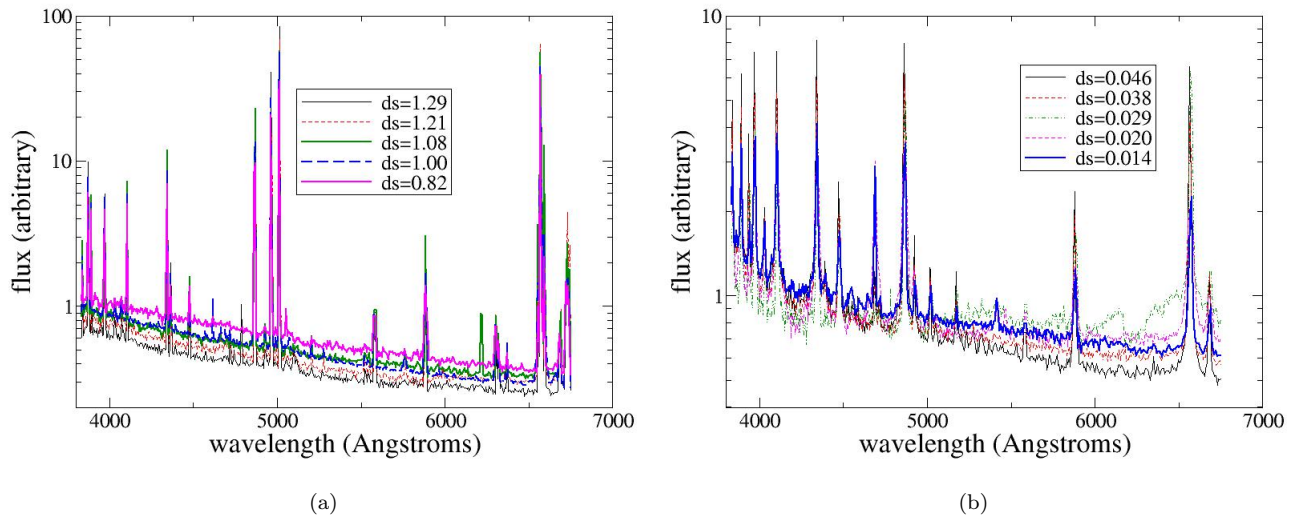 100
10
1
flux (arbitrary)
ds=1.29
ds=1.21
ds=1.08
ds=1.00
ds=0.82
4000 5000 6000 7000
wavelength (Angstroms)
(a)
10
1
flux (arbitrary)
ds=0.046
ds=0.038
ds=0.029
ds=0.020
ds=0.014
4000 5000 6000 7000
wavelength (Angstroms)
(b)